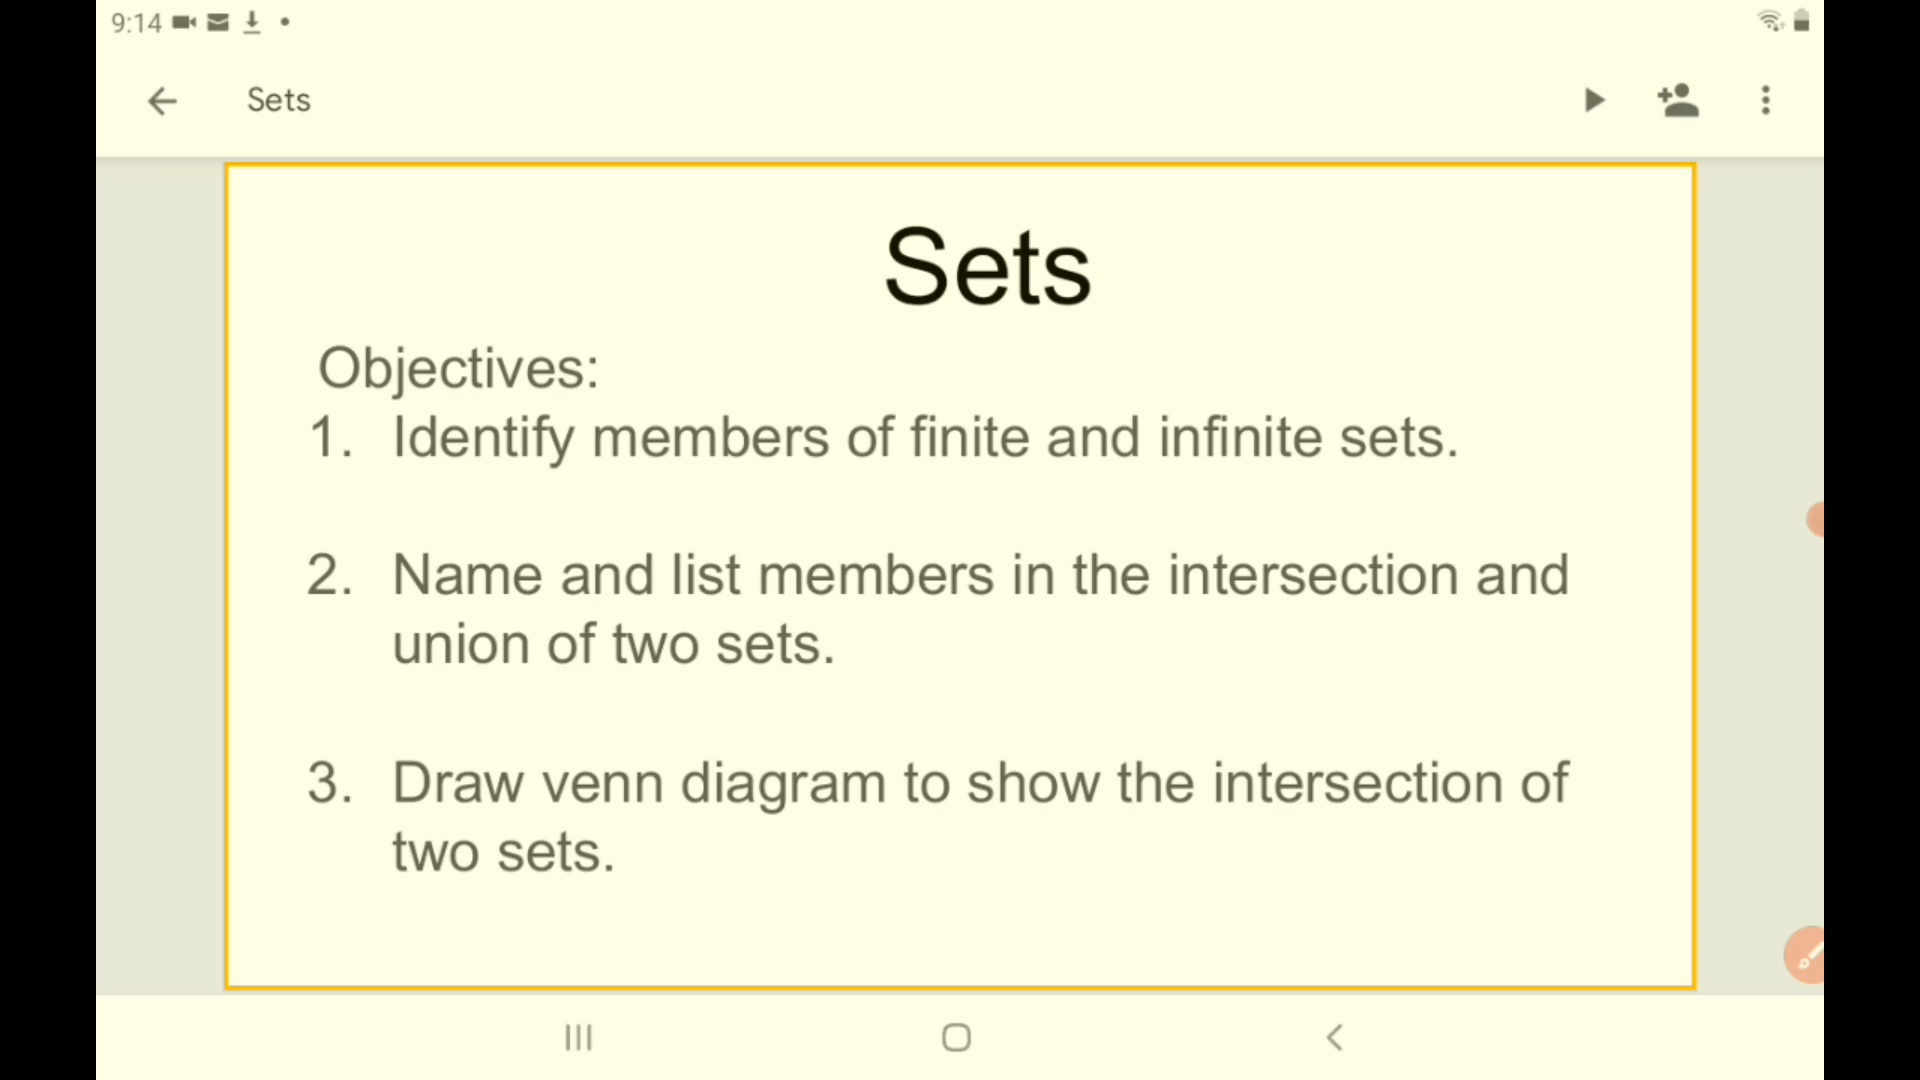 9:14
Sets
Sets
Objectives:
1. Identify members of finite and infinite sets.
2. Name and list members in the intersection and
union of two sets.
3. Draw venn diagram to show the intersection of
two sets.